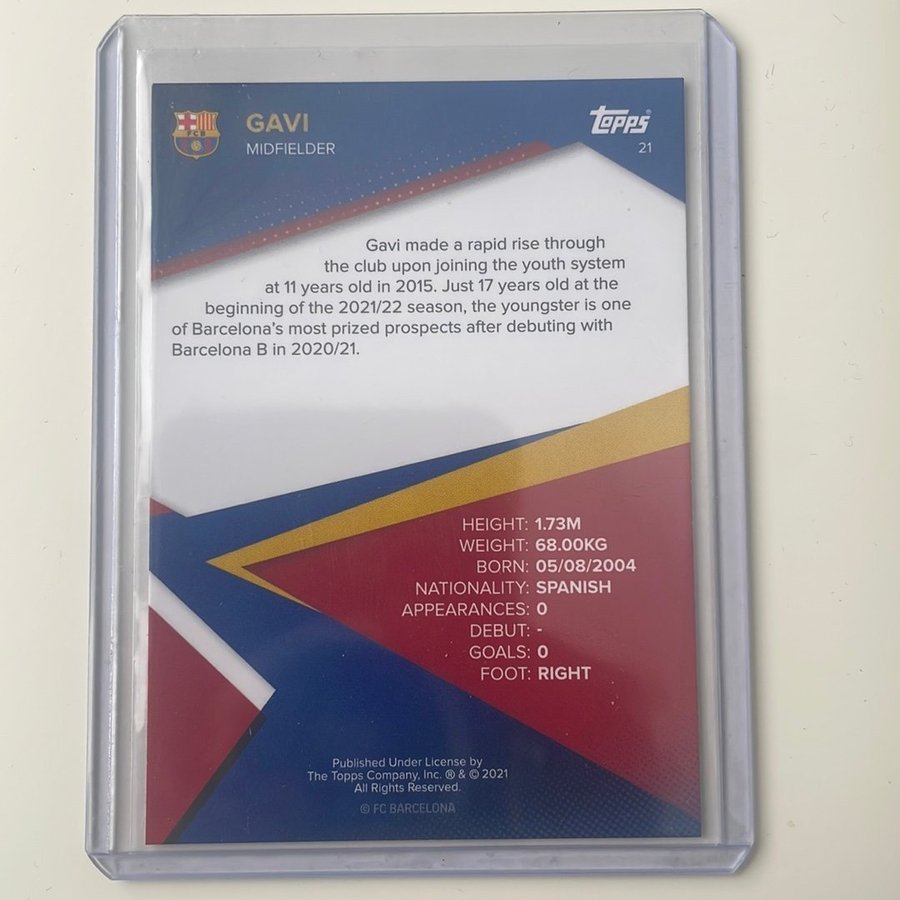 GAVI
MIDFIELDER
FCB
Topps®
21
Gavi made a rapid rise through
the club upon joining the youth system
at 11 years old in 2015. Just 17 years old at the
beginning of the 2021/22 season, the youngster is one
of Barcelona's most prized prospects after debuting with
Barcelona B in 2020/21.
HEIGHT: 1.73M
WEIGHT: 68.00KG
BORN: 05/08/2004
NATIONALITY: SPANISH
APPEARANCES: 0
DEBUT: -
GOALS: 0
FOOT: RIGHT
Published Under License by
The Topps Company, Inc. ® & © 2021
All Rights Reserved.
© FC BARCELONA